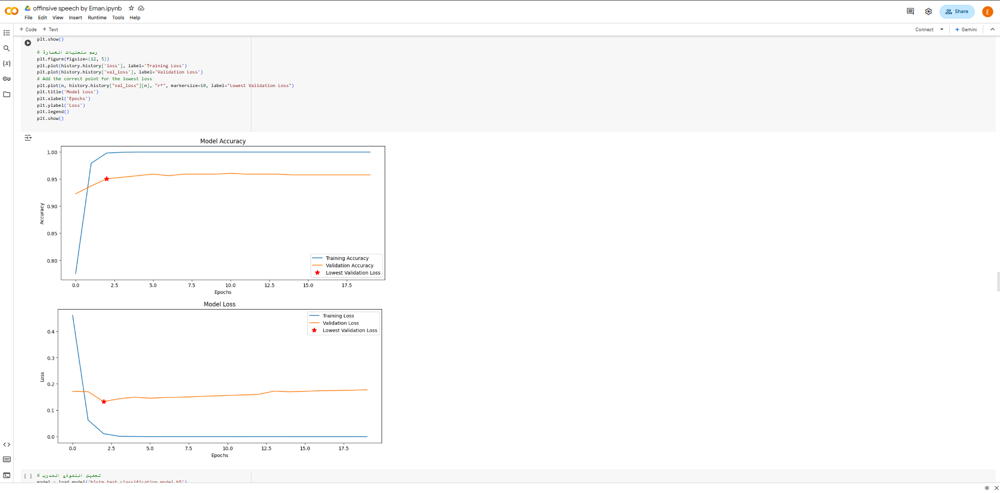 offinsive speech by Eman.ipynb
File Edit View Insert Runtime Tools Help
Share
ع
+ Code + Text
Connect
Gemini
{x}
plt.show()
# رسم منحنيات الخسارة
plt.figure(figsize=(12, 5))
plt.plot(history.history['loss'], label='Training Loss')
plt.plot(history.history['val_loss'], label='Validation Loss')
# Add the correct point for the lowest loss
plt.plot(n, history.history["val_loss"][n], "r*", markersize=10, label="Lowest Validation Loss")
plt.title('Model Loss')
plt.xlabel('Epochs')
plt.ylabel('Loss')
plt.legend()
plt.show()
Model Accuracy
1.00
0.95
0.90
0.85
0.80
Accuracy
Training Accuracy
Validation Accuracy
Lowest Validation Loss
0.0 2.5 5.0 7.5 10.0 12.5 15.0 17.5
Epochs
Model Loss
Training Loss
Validation Loss
Lowest Validation Loss
0.4
0.3
0.2
0.1
0.0
Loss
0.0 2.5 5.0 7.5 10.0 12.5 15.0 17.5
Epochs
[ ] # تحميل النموذج المدرب
model = load_model('blstm_text_classification_model.h5')